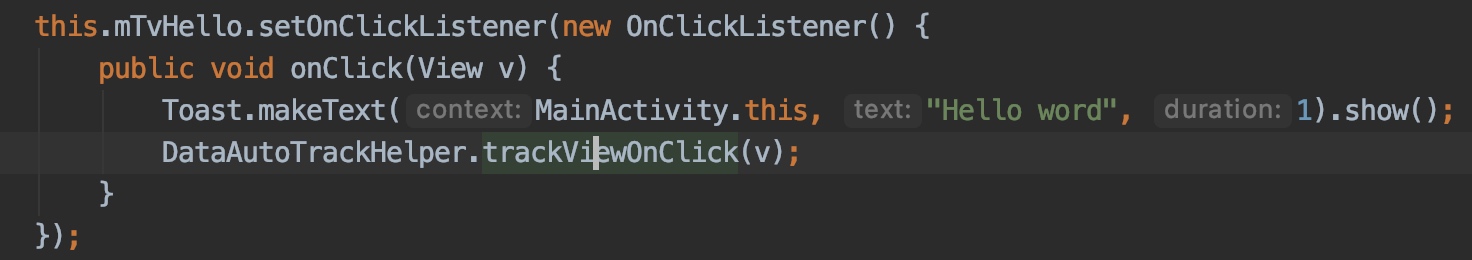 this.mTvHello.setOnClickListener(new OnClickListener() {
public void onClick(View v) {
Toast.makeText( context: MainActivity.this, text: "Hello word", duration: 1).show();
DataAutoTrackHelper.trackViewOnClick(v);
}
});